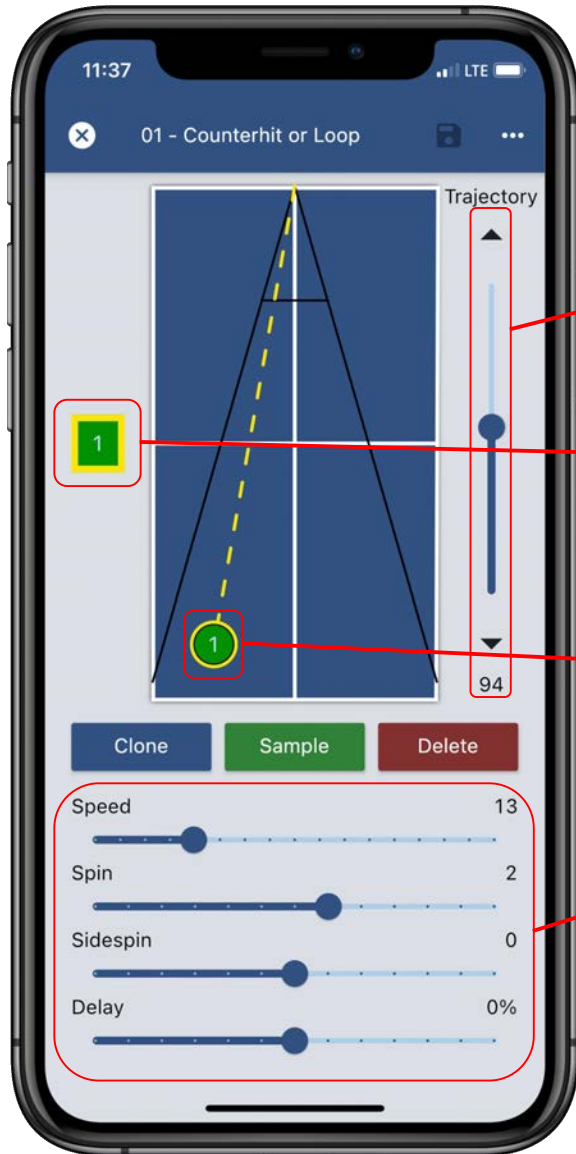 11:37 LTE
01 - Counterhit or Loop
Trajectory
1
1
94
Clone Sample Delete
Speed 13
Spin 2
Sidespin 0
Delay 0%